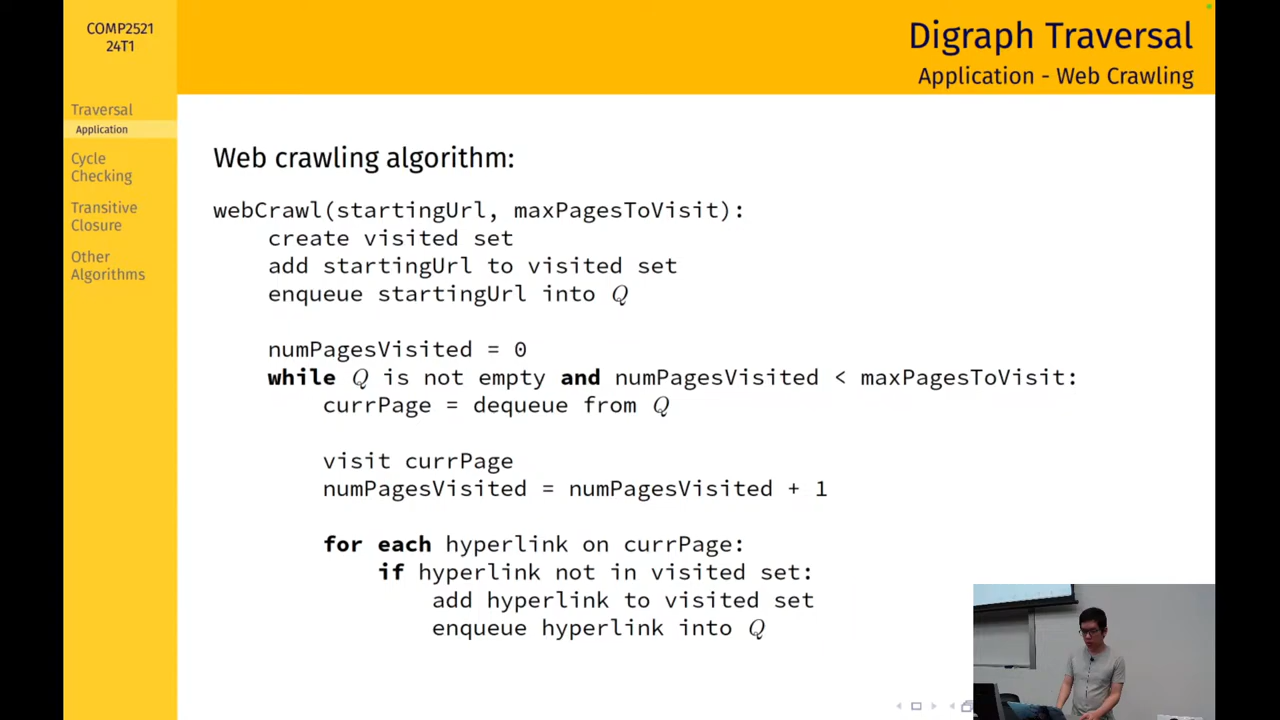 COMP2521
24T1
Digraph Traversal
Application - Web Crawling
Traversal
Application
Cycle
Checking
Transitive
Closure
Other
Algorithms
Web crawling algorithm:
webCrawl(startingUrl, maxPagesToVisit):
create visited set
add startingUrl to visited set
enqueue startingUrl into Q
numPagesVisited = 0
while Q is not empty and numPagesVisited < maxPagesToVisit:
currPage = dequeue from Q
visit currPage
numPagesVisited = numPagesVisited + 1
for each hyperlink on currPage:
if hyperlink not in visited set:
add hyperlink to visited set
enqueue hyperlink into Q